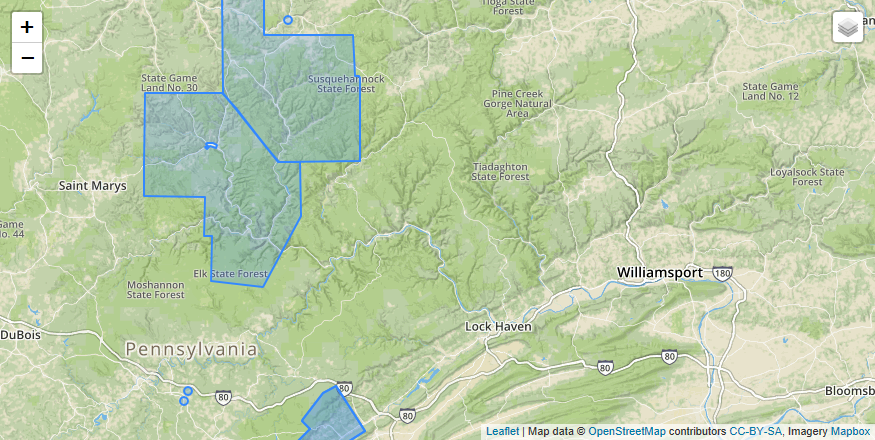 Tioga State
Forest
+
−
State Game
Land No. 30
Susquehannock
State Forest
Pine Creek
Gorge Natural
Area
State Game
Land No. 12
Tiadaghton
State Forest
Loyalsock State
Forest
Saint Marys
Game
No. 44
Elk State Forest
Moshannon
State Forest
Williamsport
180
DuBois
Lock Haven
Pennsylvania
80
80
80
80
80
Bloomsb
Leaflet | Map data © OpenStreetMap contributors CC-BY-SA, Imagery Mapbox